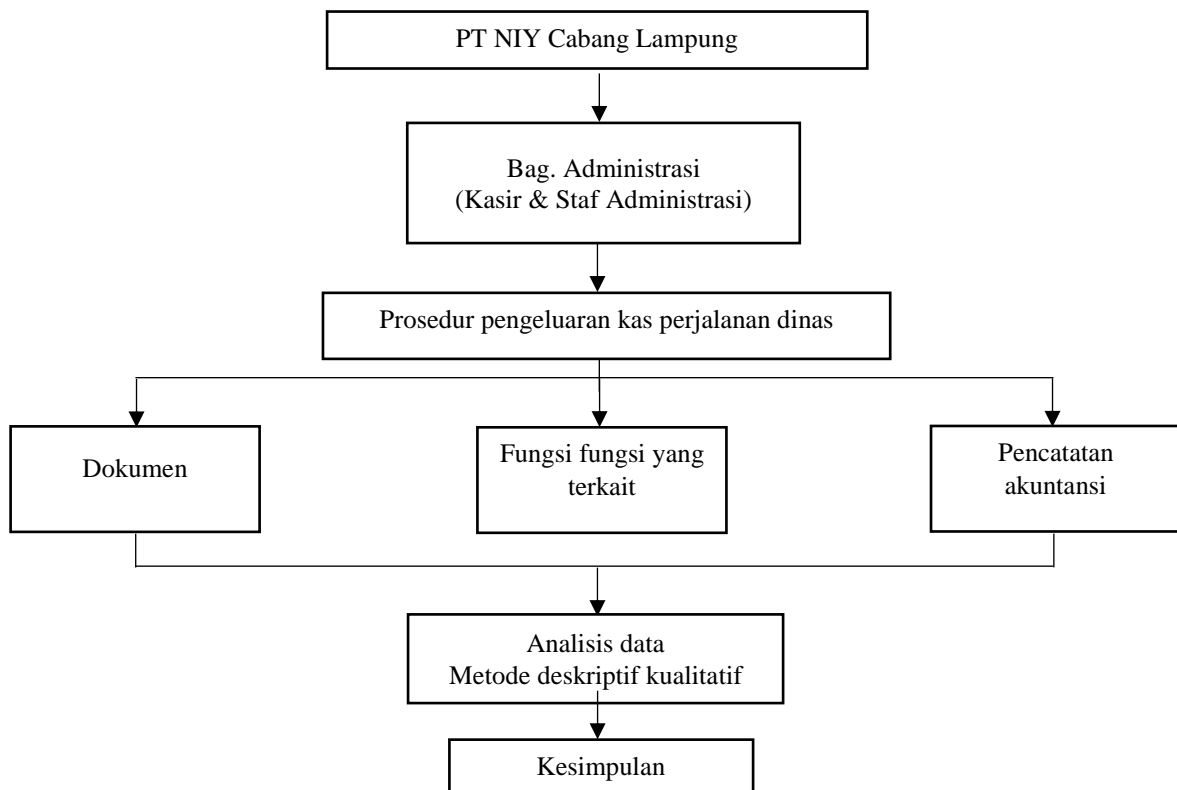 PT NIY Cabang Lampung
Bag. Administrasi
(Kasir & Staf Administrasi)
Prosedur pengeluaran kas perjalanan dinas
Dokumen
Fungsi fungsi yang
terkait
Pencatatan
akuntansi
Analisis data
Metode deskriptif kualitatif
Kesimpulan